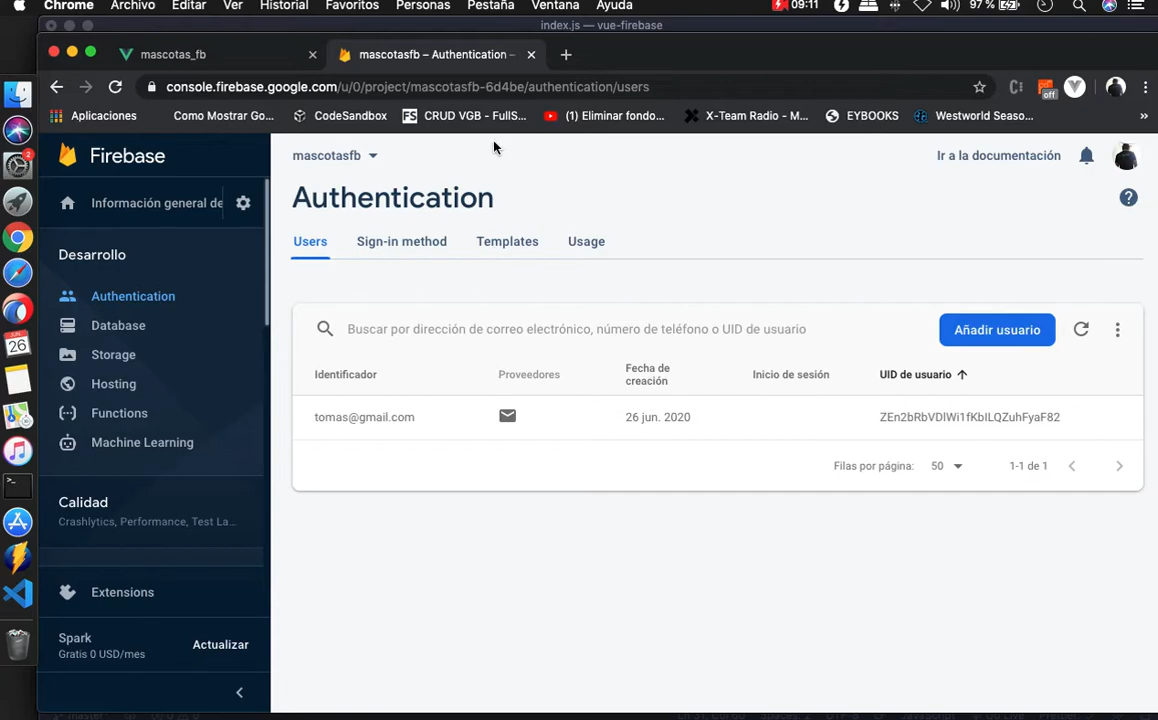 Chrome Archivo Editar Ver Historial Favoritos Personas Pestaña Ventana Ayuda 09:11 97 %
index.js — vue-firebase
mascotas_fb mascotasfb – Authentication –
console.firebase.google.com/u/0/project/mascotasfb-6d4be/authentication/users
off
Aplicaciones Como Mostrar Go... CodeSandbox FS CRUD VGB - FullS... (1) Eliminar fondo... X-Team Radio - M... EYBOOKS Westworld Seaso... »
Firebase
mascotasfb
Ir a la documentación
Información general de
Authentication
Users Sign-in method Templates Usage
Desarrollo
Authentication
Database
Storage
Hosting
Functions
Machine Learning
Calidad
Crashlytics, Performance, Test La...
Extensions
Spark
Gratis 0 USD/mes
Actualizar
Buscar por dirección de correo electrónico, número de teléfono o UID de usuario
Añadir usuario
Identificador Proveedores Fecha de creación Inicio de sesión UID de usuario
tomas@gmail.com 26 jun. 2020 ZEn2bRbVDlWi1fKbILQZuhFyaF82
Filas por página: 50 1-1 de 1
2
26